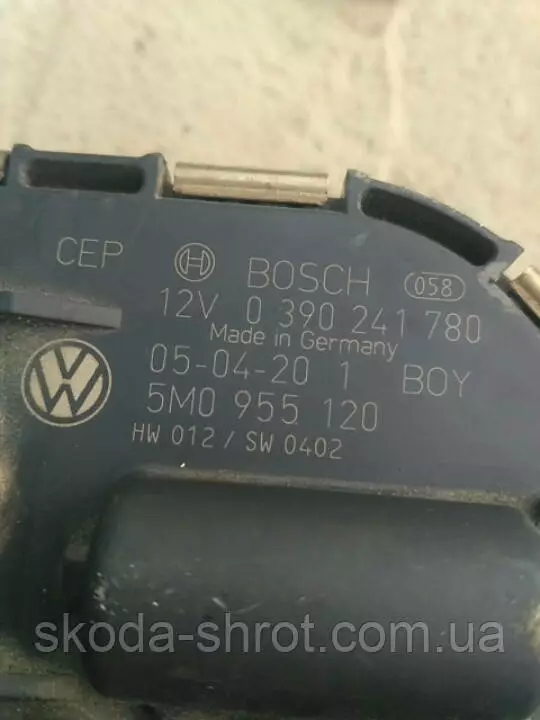 CEP BOSCH 058
12V 0 390 241 780
Made in Germany
05-04-20 1 BOY
5M0 955 120
HW 012 / SW 0402
skoda-shrot.com.ua